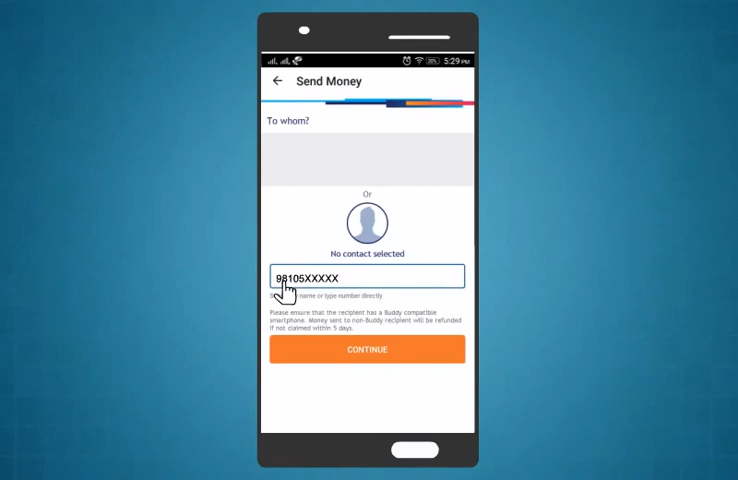 5:29 PM
Send Money
To whom?
Or
No contact selected
98105XXXXX
name or type number directly
Please ensure that the recipient has a Buddy compatible
smartphone. Money sent to non-Buddy recipient will be refunded
if not claimed within 5 days.
CONTINUE